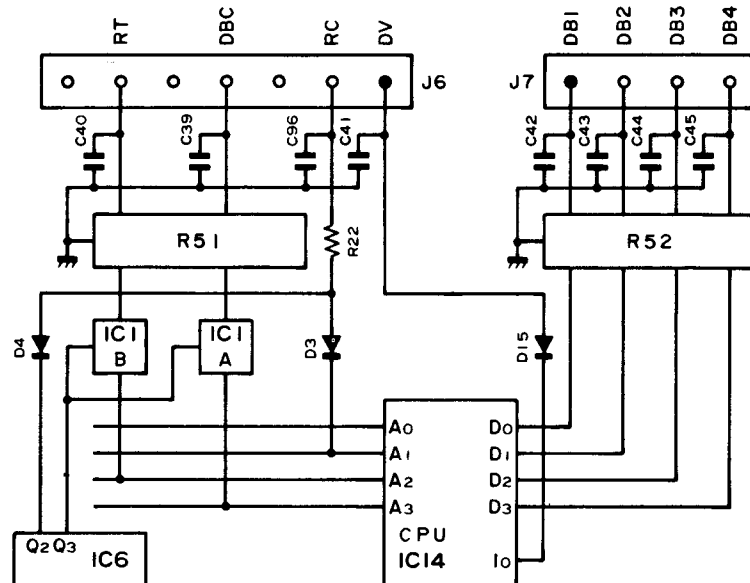 RT DBC RC DV DB1 DB2 DB3 DB4
J6 J7
C40 C39 C96 C41 C42 C43 C44 C45
R51 R22 R52
D4 IC1 B IC1 A D3 D15
A0 D0
A1 D1
A2 D2
A3 D3
CPU
IC14 I0
Q2 Q3 IC6